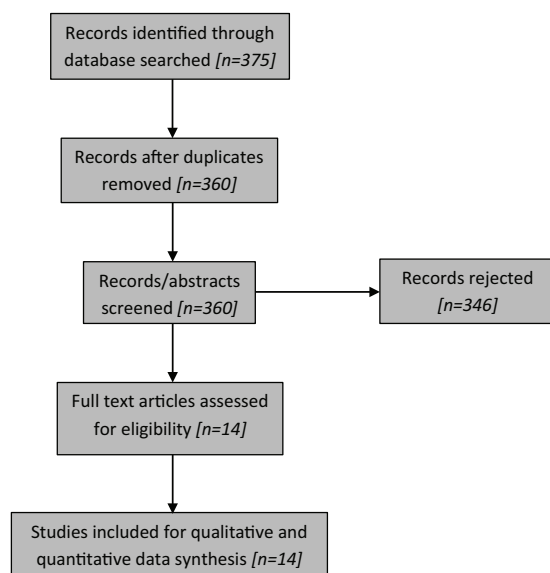 Records identified through
database searched [n=375]
Records after duplicates
removed [n=360]
Records/abstracts
screened [n=360]
Records rejected
[n=346]
Full text articles assessed
for eligibility [n=14]
Studies included for qualitative and
quantitative data synthesis [n=14]